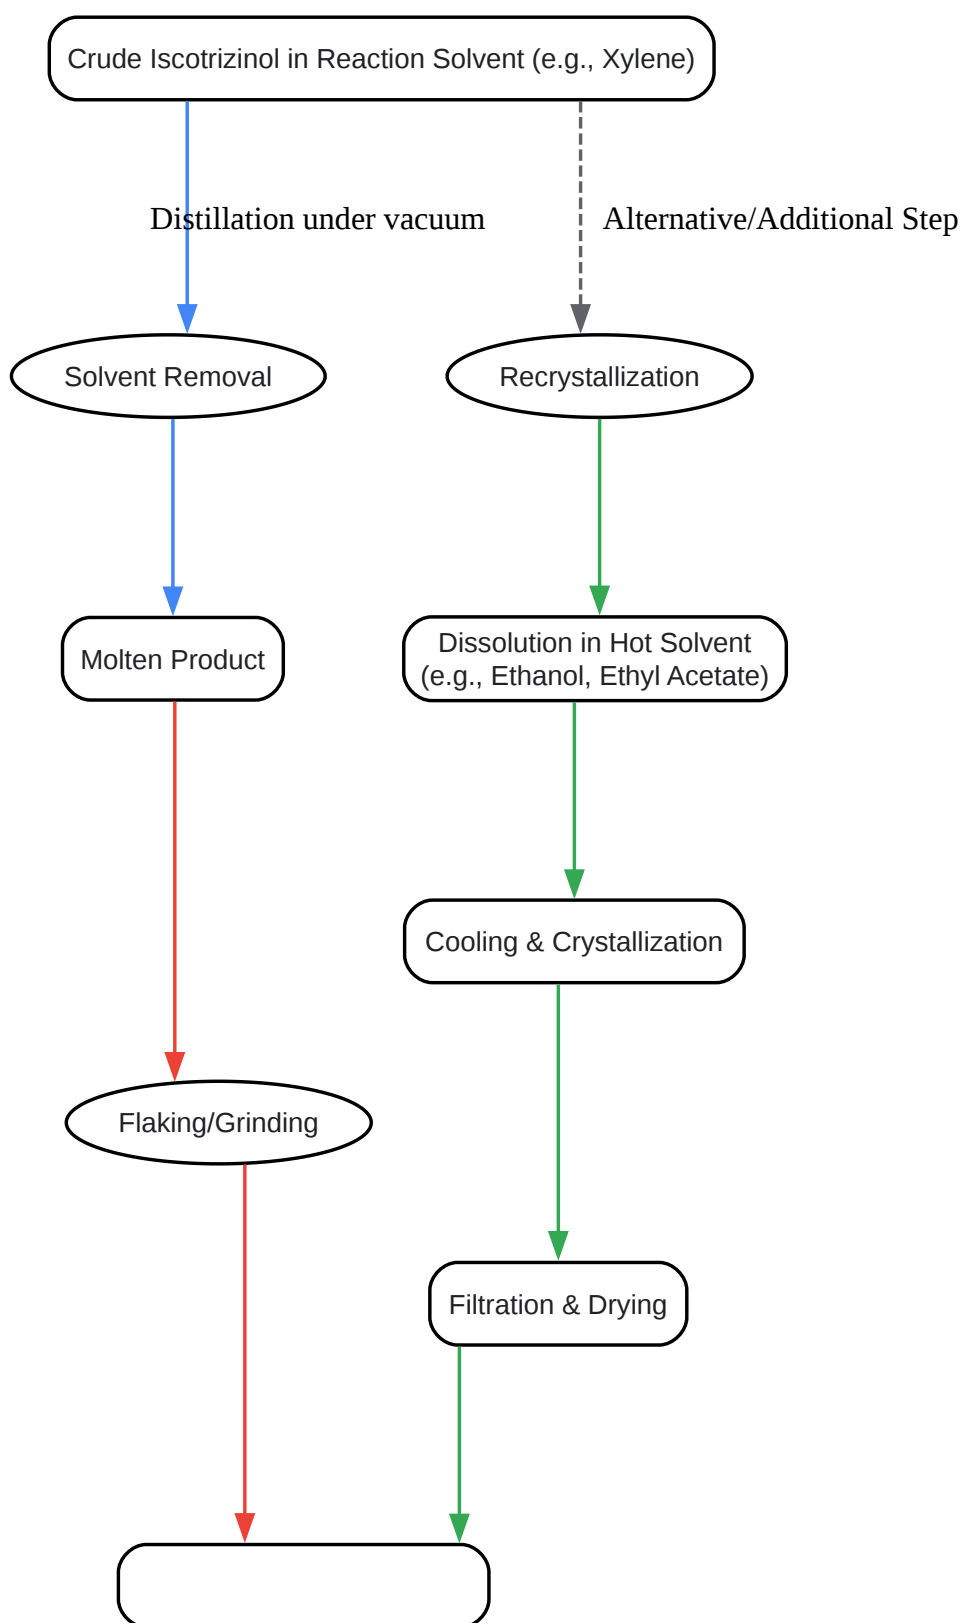 Crude Iscotrizinol in Reaction Solvent (e.g., Xylene)
Distillation under vacuum
Alternative/Additional Step
Solvent Removal
Recrystallization
Molten Product
Dissolution in Hot Solvent
(e.g., Ethanol, Ethyl Acetate)
Cooling & Crystallization
Flaking/Grinding
Filtration & Drying